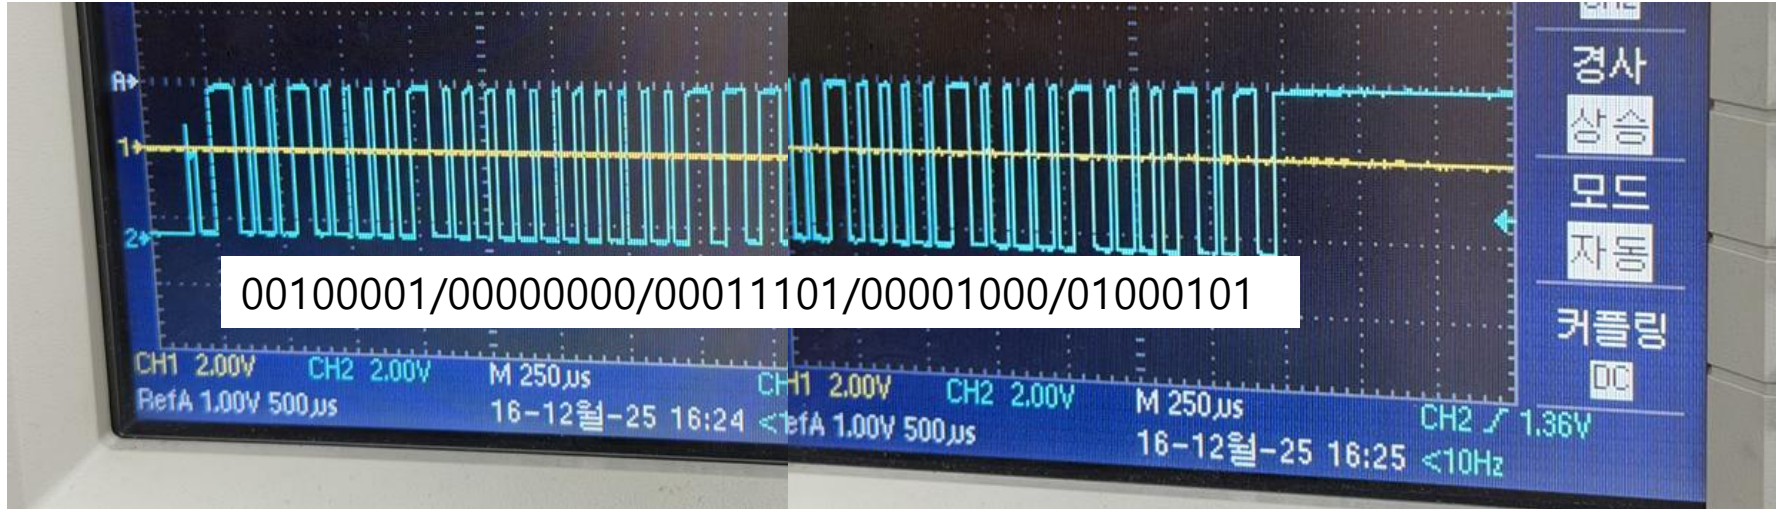 경사
A
상승
1
모드
2
자동
00100001/00000000/00011101/00001000/01000101
커플링
DC
CH1 2.00V CH2 2.00V M 250µs CH1 2.00V CH2 2.00V M 250µs CH2 / 1.36V
RefA 1.00V 500µs 16-12월-25 16:24 efA 1.00V 500µs 16-12월-25 16:25 <10Hz